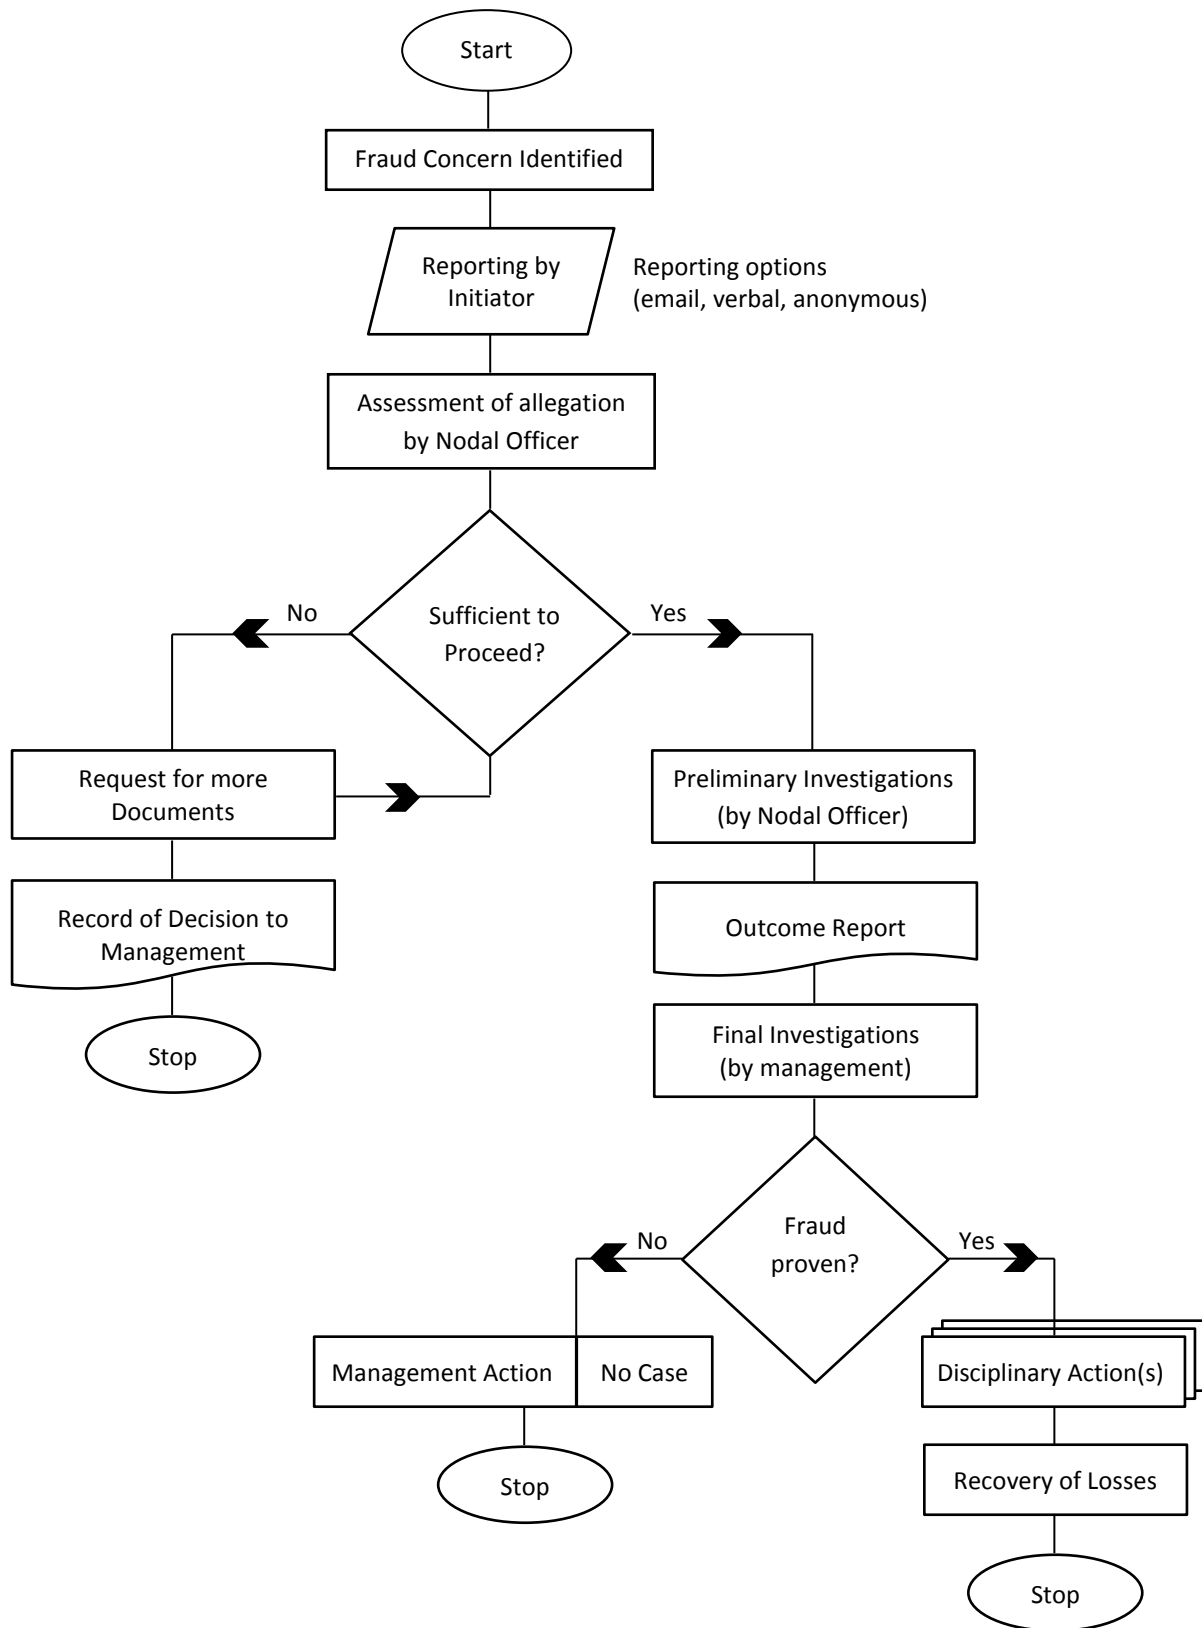 Start
Fraud Concern Identified
Reporting by
Initiator
Reporting options
(email, verbal, anonymous)
Assessment of allegation
by Nodal Officer
Sufficient to
Proceed?
No
Yes
Request for more
Documents
Preliminary Investigations
(by Nodal Officer)
Record of Decision to
Management
Outcome Report
Stop
Final Investigations
(by management)
Fraud
proven?
No
Yes
Management Action
No Case
Disciplinary Action(s)
Stop
Recovery of Losses
Stop